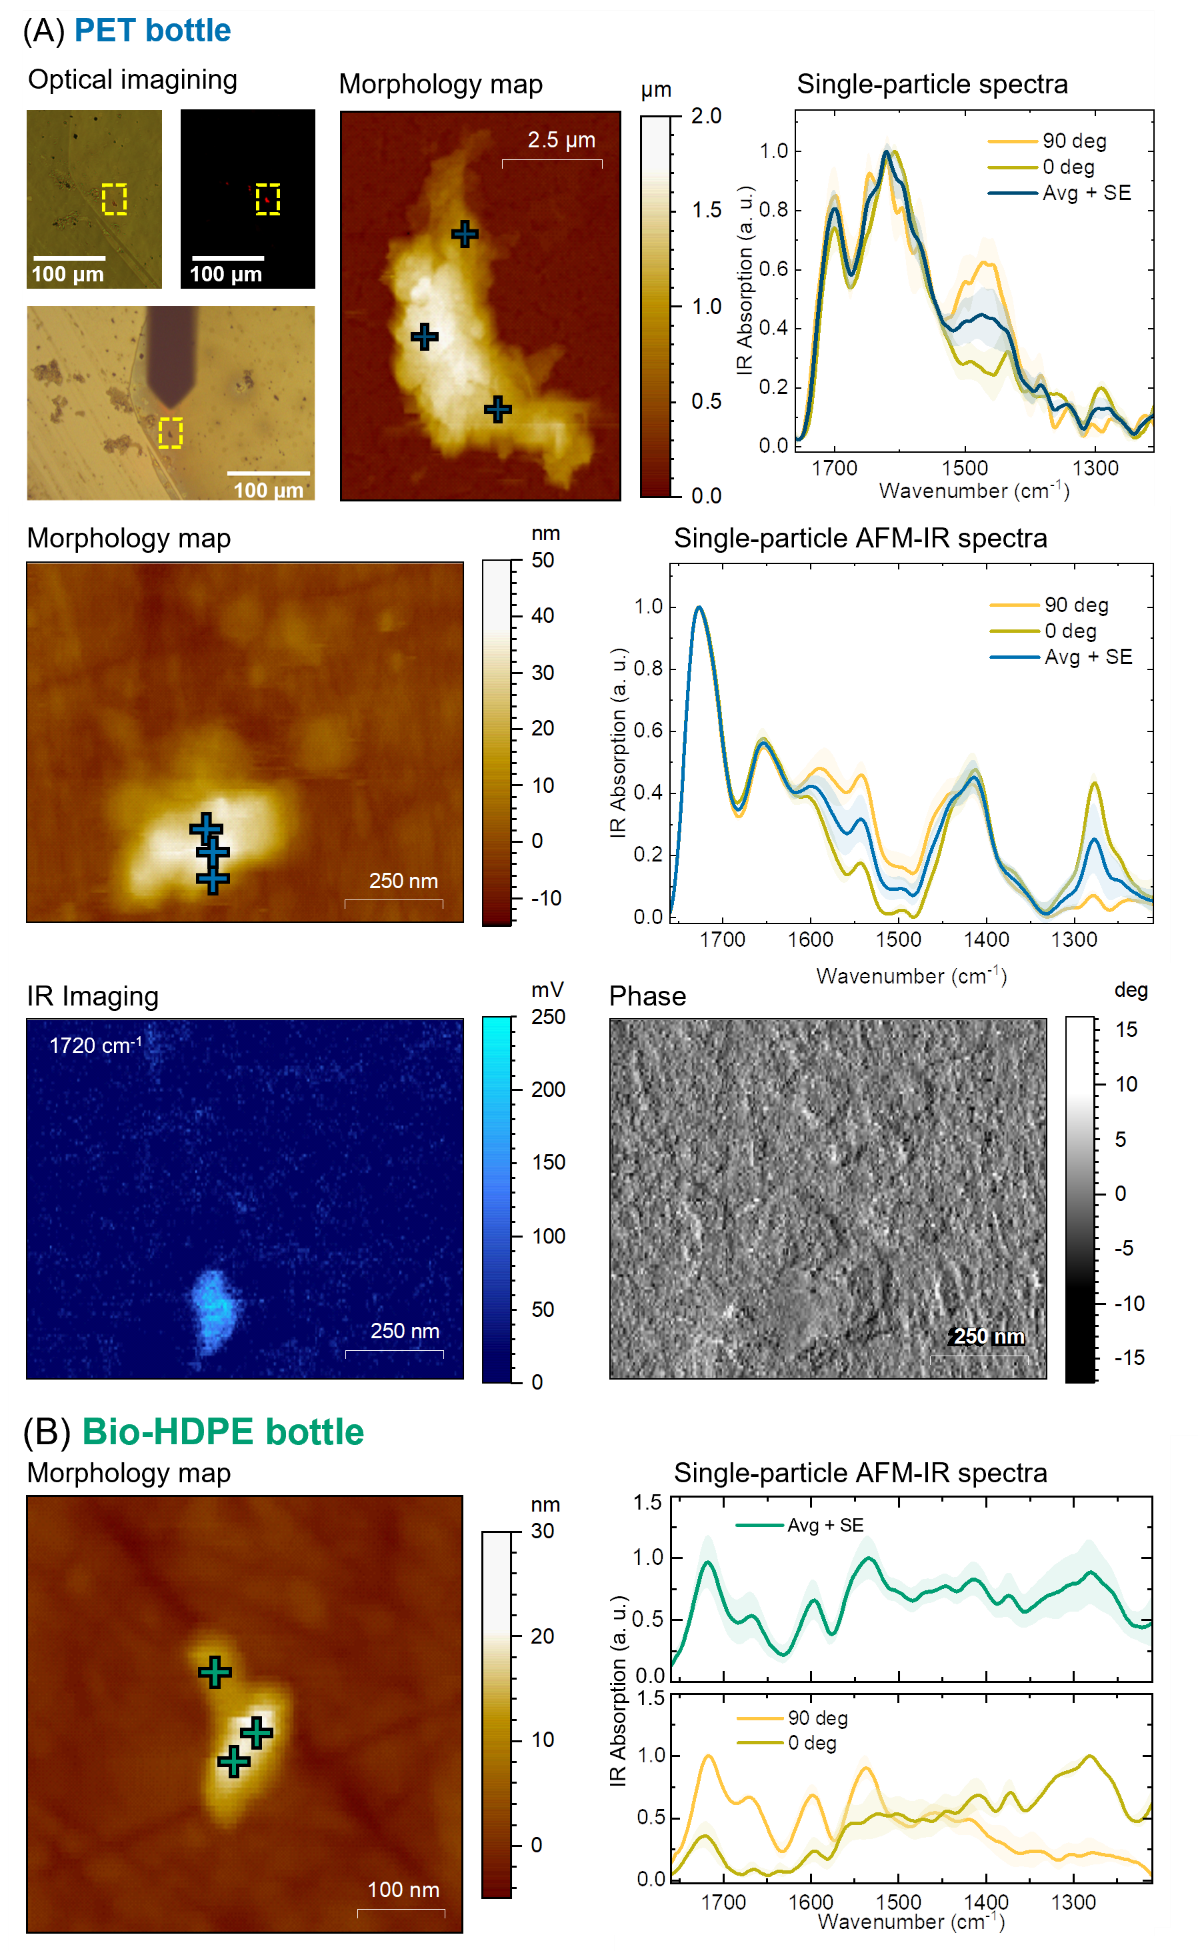 (A) PET bottle
Optical imagining
Morphology map
µm
Single-particle spectra
100 µm
100 µm
100 µm
2.5 µm
2.0
1.5
1.0
0.5
0.0
90 deg
0 deg
Avg + SE
IR Absorption (a. u.)
1.0
0.8
0.6
0.4
0.2
0.0
1700
1500
1300
Wavenumber (cm-1)
Morphology map
nm
Single-particle AFM-IR spectra
50
40
30
20
10
0
-10
250 nm
90 deg
0 deg
Avg + SE
IR Absorption (a. u.)
1.0
0.8
0.6
0.4
0.2
0.0
1700
1600
1500
1400
1300
Wavenumber (cm-1)
IR Imaging
mV
Phase
deg
1720 cm-1
250
200
150
100
50
0
250 nm
250 nm
15
10
5
0
-5
-10
-15
(B) Bio-HDPE bottle
Morphology map
nm
Single-particle AFM-IR spectra
30
20
10
0
100 nm
Avg + SE
1.5
1.0
0.5
0.0
IR Absorption (a. u.)
90 deg
0 deg
1.5
1.0
0.5
0.0
1700
1600
1500
1400
1300
Wavenumber (cm-1)